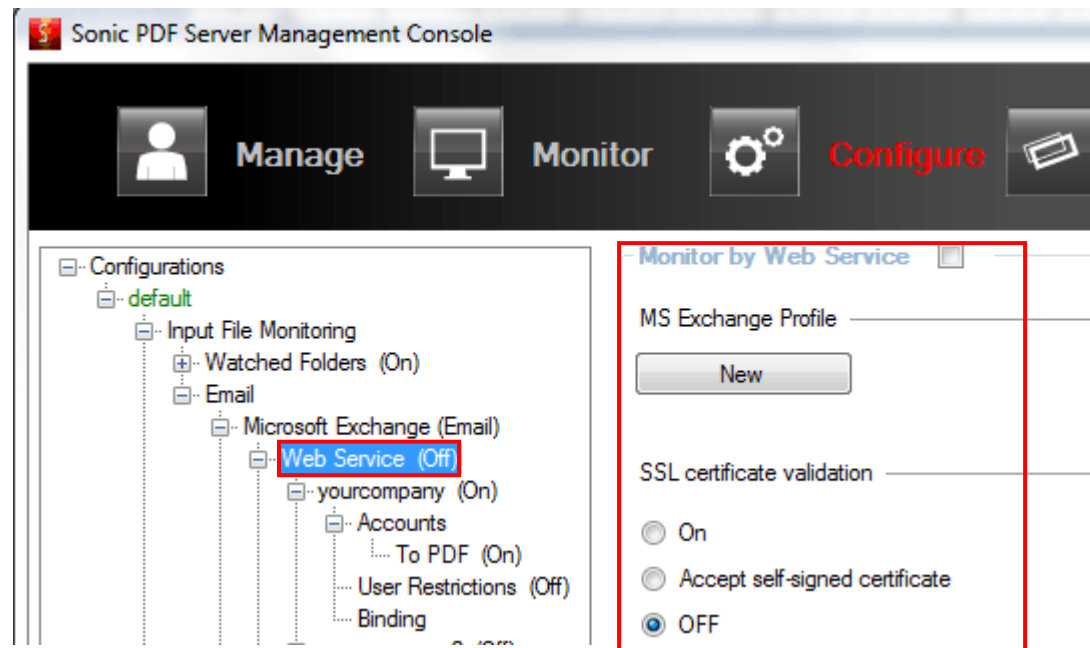 Sonic PDF Server Management Console
Manage
Monitor
Configure
Configurations
default
Input File Monitoring
Watched Folders (On)
Email
Microsoft Exchange (Email)
Web Service (Off)
yourcompany (On)
Accounts
To PDF (On)
User Restrictions (Off)
Binding
Monitor by Web Service
MS Exchange Profile
New
SSL certificate validation
On
Accept self-signed certificate
OFF